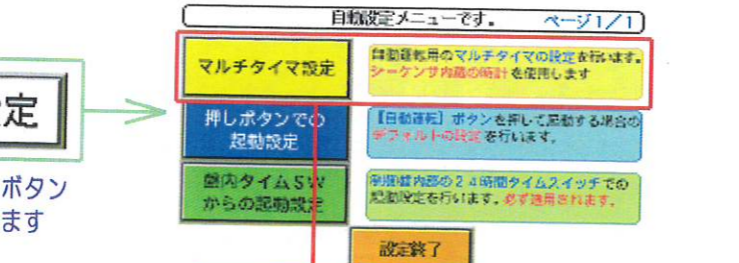 自動設定メニューです。 ページ1/1
定
マルチタイマ設定
自動運転用のマルチタイマの設定を行います。
シーケンサ内蔵の時計を使用します
押しボタンでの
起動設定
【自動運転】ボタンを押して起動する場合の
デフォルトの設定を行います。
ボタン
ます
盤内タイムSW
からの起動設定
制御盤内部の24時間タイムスイッチでの
起動設定を行います。必ず適用されます。
設定終了